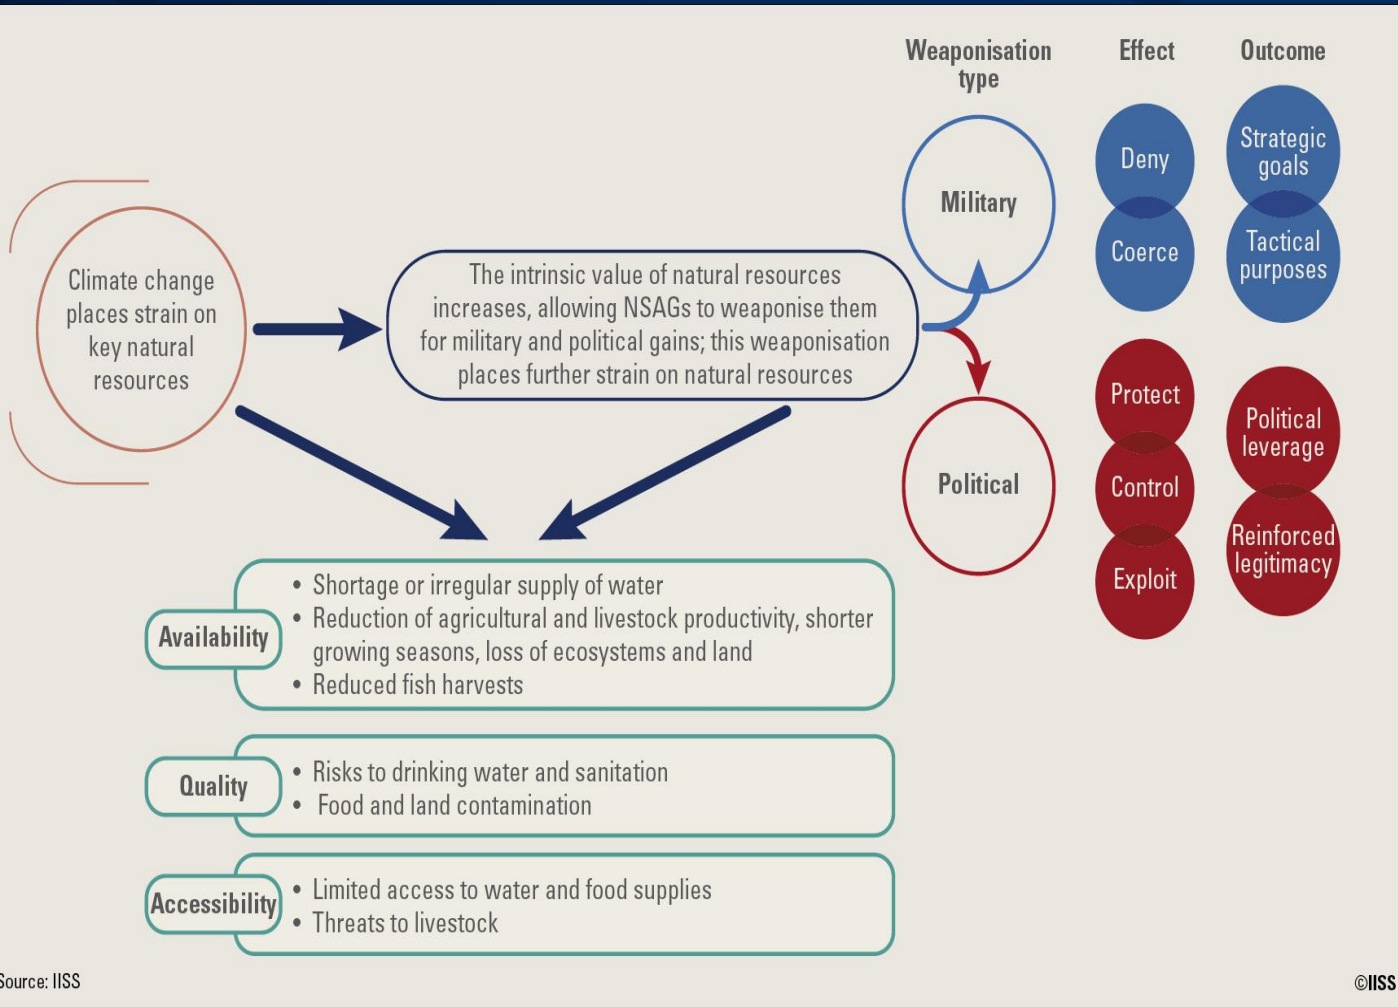 Weaponisation
type
Effect
Outcome
Climate change
places strain on
key natural
resources
The intrinsic value of natural resources
increases, allowing NSAGs to weaponise them
for military and political gains; this weaponisation
places further strain on natural resources
Military
Deny
Coerce
Strategic
goals
Tactical
purposes
Political
Protect
Control
Exploit
Political
leverage
Reinforced
legitimacy
Availability
• Shortage or irregular supply of water
• Reduction of agricultural and livestock productivity, shorter
growing seasons, loss of ecosystems and land
• Reduced fish harvests
Quality
• Risks to drinking water and sanitation
• Food and land contamination
Accessibility
• Limited access to water and food supplies
• Threats to livestock
Source: IISS
©IISS